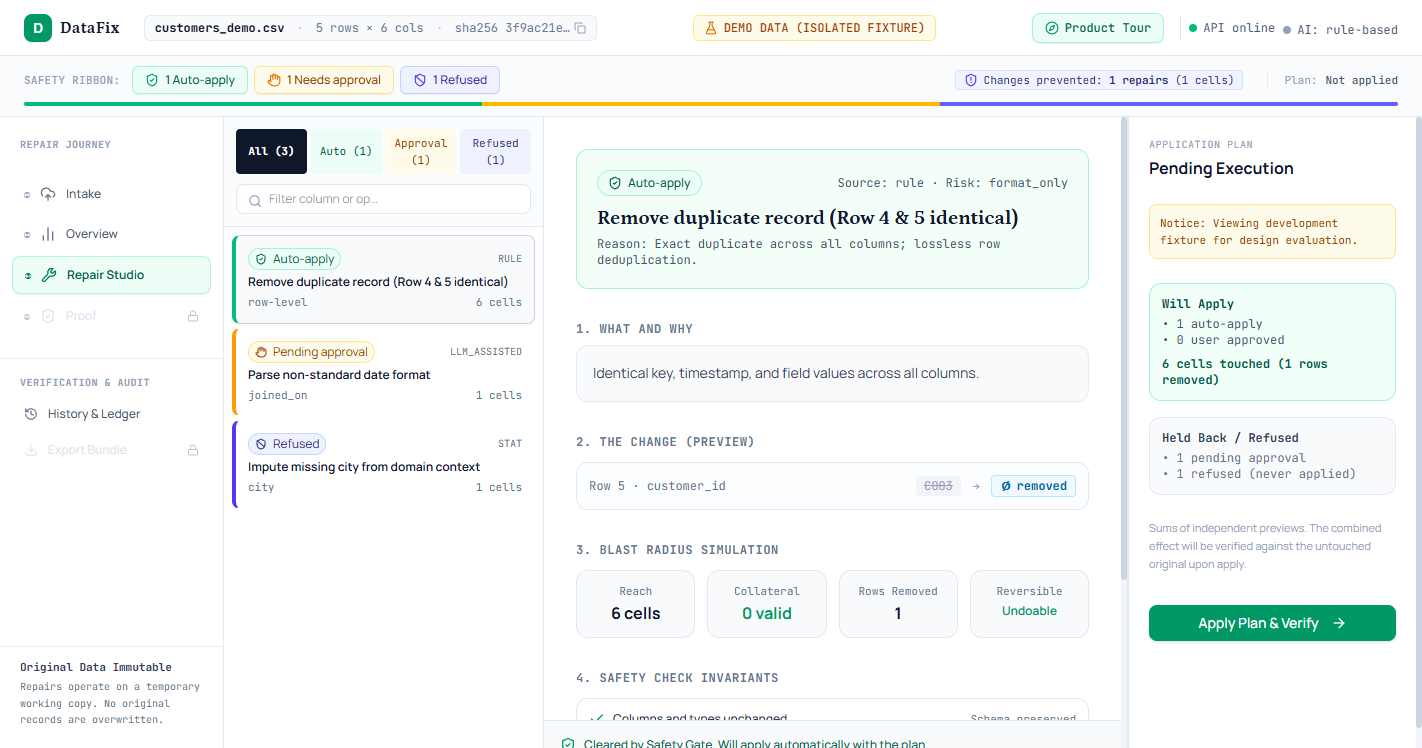 D DataFix
customers_demo.csv · 5 rows × 6 cols · sha256 3f9ac21e…
DEMO DATA (ISOLATED FIXTURE)
Product Tour
API online
AI: rule-based
SAFETY RIBBON:
1 Auto-apply
1 Needs approval
1 Refused
Changes prevented: 1 repairs (1 cells)
Plan: Not applied
REPAIR JOURNEY
Intake
Overview
Repair Studio
Proof
VERIFICATION & AUDIT
History & Ledger
Export Bundle
Original Data Immutable
Repairs operate on a temporary
working copy. No original
records are overwritten.
All (3)
Auto (1)
Approval
(1)
Refused
(1)
Filter column or op...
Auto-apply RULE
Remove duplicate record (Row 4 & 5 identical)
row-level 6 cells
Pending approval LLM_ASSISTED
Parse non-standard date format
joined_on 1 cells
Refused STAT
Impute missing city from domain context
city 1 cells
Auto-apply Source: rule · Risk: format_only
Remove duplicate record (Row 4 & 5 identical)
Reason: Exact duplicate across all columns; lossless row
deduplication.
1. WHAT AND WHY
Identical key, timestamp, and field values across all columns.
2. THE CHANGE (PREVIEW)
Row 5 · customer_id C003 → Ø removed
3. BLAST RADIUS SIMULATION
Reach
6 cells
Collateral
0 valid
Rows Removed
1
Reversible
Undoable
4. SAFETY CHECK INVARIANTS
Columns and types unchanged Schema preserved
Cleared by Safety Gate. Will apply automatically with the plan.
APPLICATION PLAN
Pending Execution
Notice: Viewing development
fixture for design evaluation.
Will Apply
• 1 auto-apply
• 0 user approved
6 cells touched (1 rows
removed)
Held Back / Refused
• 1 pending approval
• 1 refused (never applied)
Sums of independent previews. The combined
effect will be verified against the untouched
original upon apply.
Apply Plan & Verify →